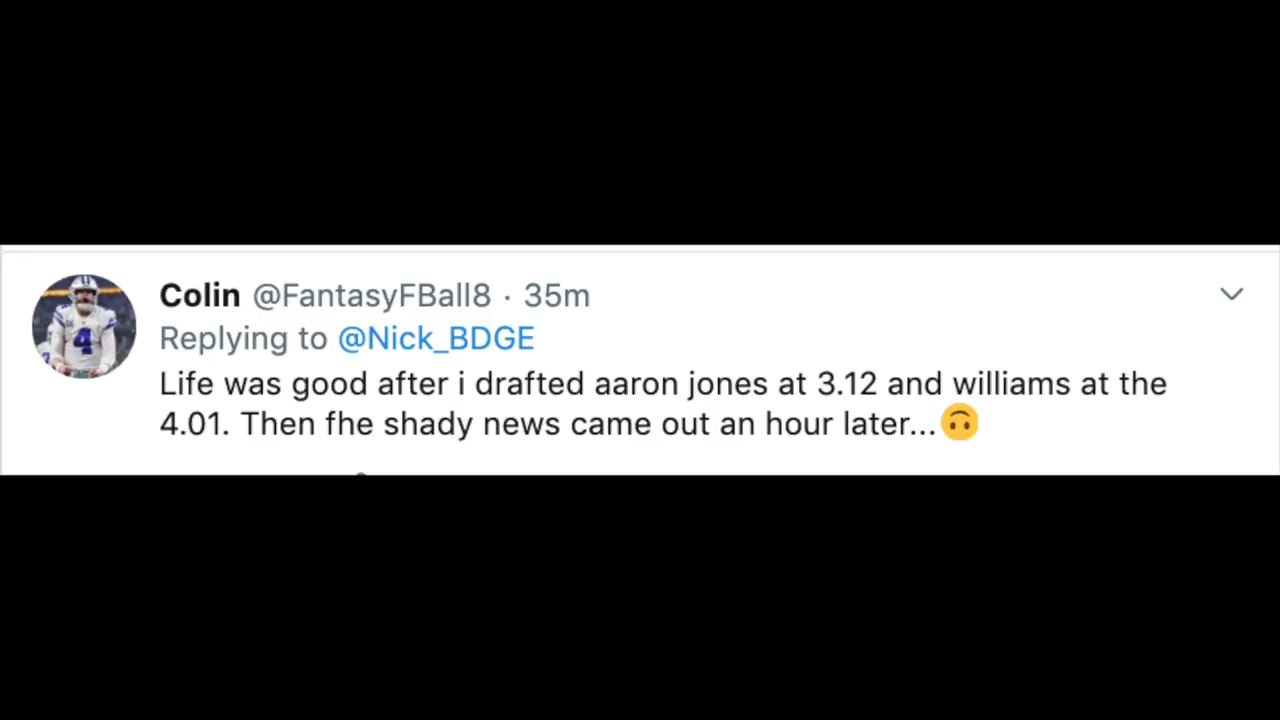 Colin @FantasyFBall8 · 35m
Replying to @Nick_BDGE
Life was good after i drafted aaron jones at 3.12 and williams at the
4.01. Then fhe shady news came out an hour later...🙃
4